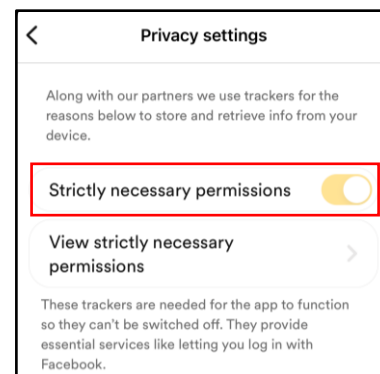 Privacy settings
Along with our partners we use trackers for the
reasons below to store and retrieve info from your
device.
Strictly necessary permissions
View strictly necessary
permissions
These trackers are needed for the app to function
so they can't be switched off. They provide
essential services like letting you log in with
Facebook.